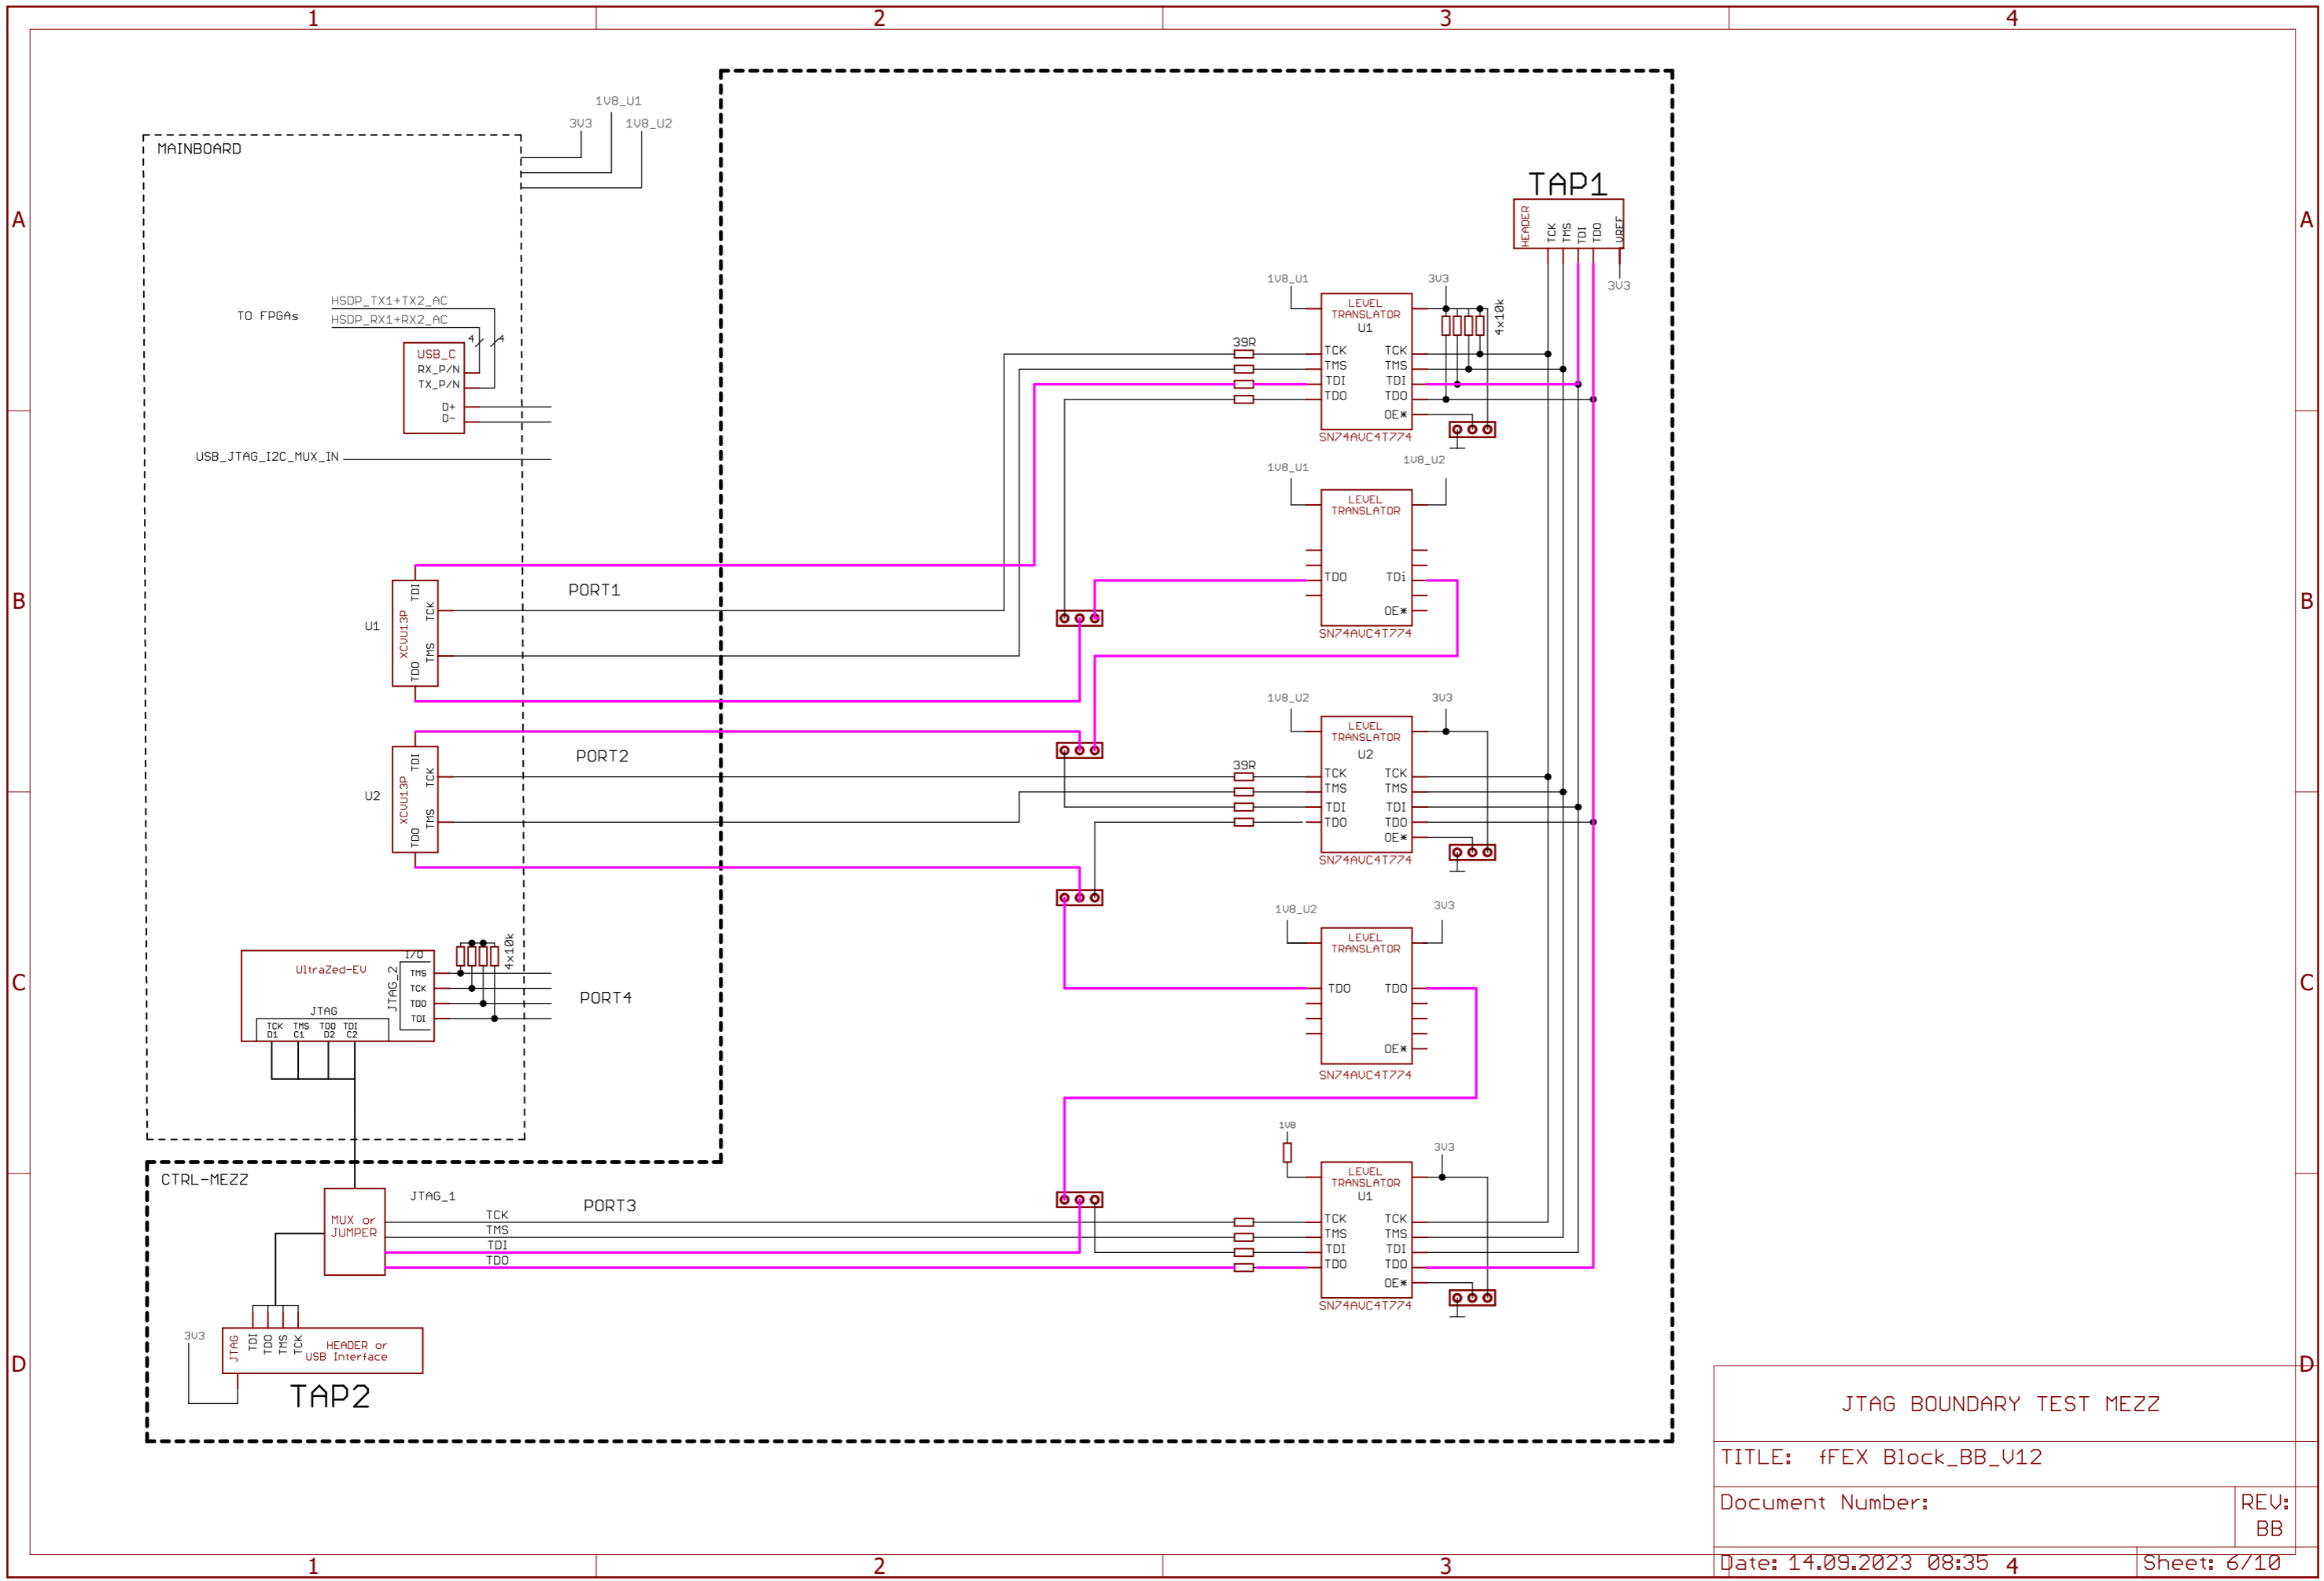 1 2 3 4
A
B
C
D
MAINBOARD
1V8_U1
3V3 1V8_U2
TO FPGAs
HSDP_TX1+TX2_AC
HSDP_RX1+RX2_AC
4 4
USB_C
RX_P/N
TX_P/N
D+
D-
USB_JTAG_I2C_MUX_IN
TAP1
HEADER
TCK
TMS
TDI
TDO
VREF
3V3
1V8_U1 3V3
LEVEL
TRANSLATOR
U1
4x10k
39R
TCK TCK
TMS TMS
TDI TDI
TDO TDO
OE*
SN74AVC4T774
1V8_U1 1V8_U2
LEVEL
TRANSLATOR
TDO TDi
OE*
SN74AVC4T774
PORT1
U1
XCVU13P
TDI
TCK
TMS
TDO
PORT2
U2
XCVU13P
TDI
TCK
TMS
TDO
1V8_U2 3V3
LEVEL
TRANSLATOR
U2
39R
TCK TCK
TMS TMS
TDI TDI
TDO TDO
OE*
SN74AVC4T774
UltraZed-EV
I/O
JTAG_2
TMS
TCK
TDO
TDI
4x10k
JTAG
TCK TMS TDO TDI
D1 C1 D2 C2
PORT4
1V8_U2 3V3
LEVEL
TRANSLATOR
TDO TDO
OE*
SN74AVC4T774
CTRL-MEZZ
MUX or
JUMPER
JTAG_1
PORT3
TCK
TMS
TDI
TDO
1V8
3V3
LEVEL
TRANSLATOR
U1
TCK TCK
TMS TMS
TDI TDI
TDO TDO
OE*
SN74AVC4T774
3V3
JTAG
TDI
TDO
TMS
TCK
HEADER or
USB Interface
TAP2
JTAG BOUNDARY TEST MEZZ
TITLE: fFEX Block_BB_V12
Document Number:
REV:
BB
Date: 14.09.2023 08:35
Sheet: 6/10
A
B
C
D
1 2 3 4